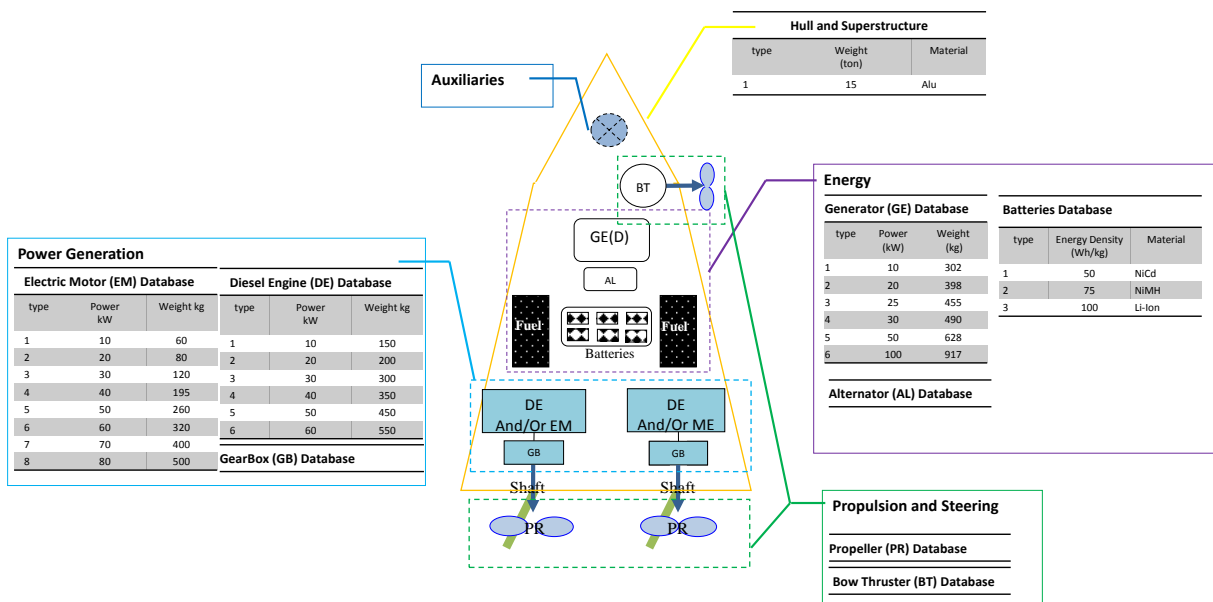 Hull and Superstructure
type Weight (ton) Material
1 15 Alu
Auxiliaries
BT
GE(D)
AL
Fuel
Fuel
Batteries
DE
And/Or EM
DE
And/Or ME
GB
GB
Shaft
Shaft
PR
PR
Power Generation
Electric Motor (EM) Database
type Power kW Weight kg
1 10 60
2 20 80
3 30 120
4 40 195
5 50 260
6 60 320
7 70 400
8 80 500
Diesel Engine (DE) Database
type Power kW Weight kg
1 10 150
2 20 200
3 30 300
4 40 350
5 50 450
6 60 550
GearBox (GB) Database
Energy
Generator (GE) Database
type Power (kW) Weight (kg)
1 10 302
2 20 398
3 25 455
4 30 490
5 50 628
6 100 917
Alternator (AL) Database
Batteries Database
type Energy Density (Wh/kg) Material
1 50 NiCd
2 75 NiMH
3 100 Li-Ion
Propulsion and Steering
Propeller (PR) Database
Bow Thruster (BT) Database